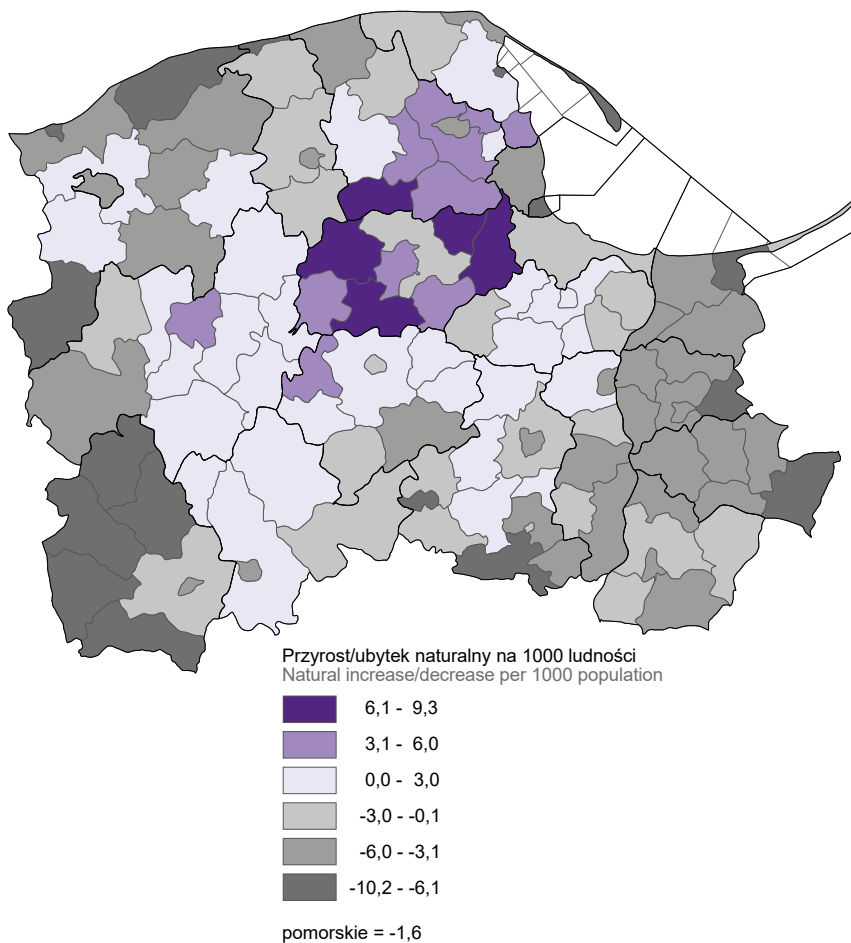 Przyrost/ubytek naturalny na 1000 ludności
Natural increase/decrease per 1000 population
6,1 - 9,3
3,1 - 6,0
0,0 - 3,0
-3,0 - -0,1
-6,0 - -3,1
-10,2 - -6,1
pomorskie = -1,6